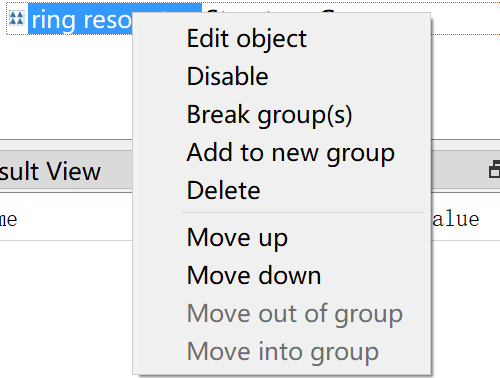 ring
Edit object
Disable
Break group(s)
Add to new group
Delete
sult View
me
alue
Move up
Move down
Move out of group
Move into group